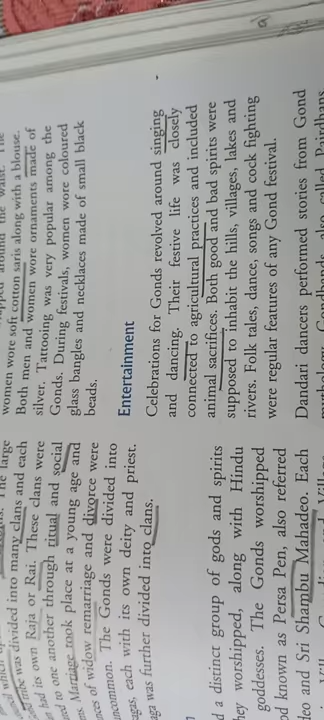 The large
was divided into many clans and each
had its own Raja or Rai. These clans were
to one another through ritual and social
Marriage took place at a young age and
of widow remarriage and divorce were
uncommon. The Gonds were divided into
each with its own deity and priest.
was further divided into clans.
a distinct group of gods and spirits
they worshipped, along with Hindu
goddesses. The Gonds worshipped
known as Persa Pen, also referred
and Sri Shambu Mahadeo. Each
around the waist. The
women wore soft cotton saris along with a blouse.
Both men and women wore ornaments made of
silver. Tattooing was very popular among the
Gonds. During festivals, women wore coloured
glass bangles and necklaces made of small black
beads.
Entertainment
Celebrations for Gonds revolved around singing
and dancing. Their festive life was closely
connected to agricultural practices and included
animal sacrifices. Both good and bad spirits were
supposed to inhabit the hills, villages, lakes and
rivers. Folk tales, dance, songs and cock fighting
were regular features of any Gond festival.
Dandari dancers performed stories from Gond
called Pardhans